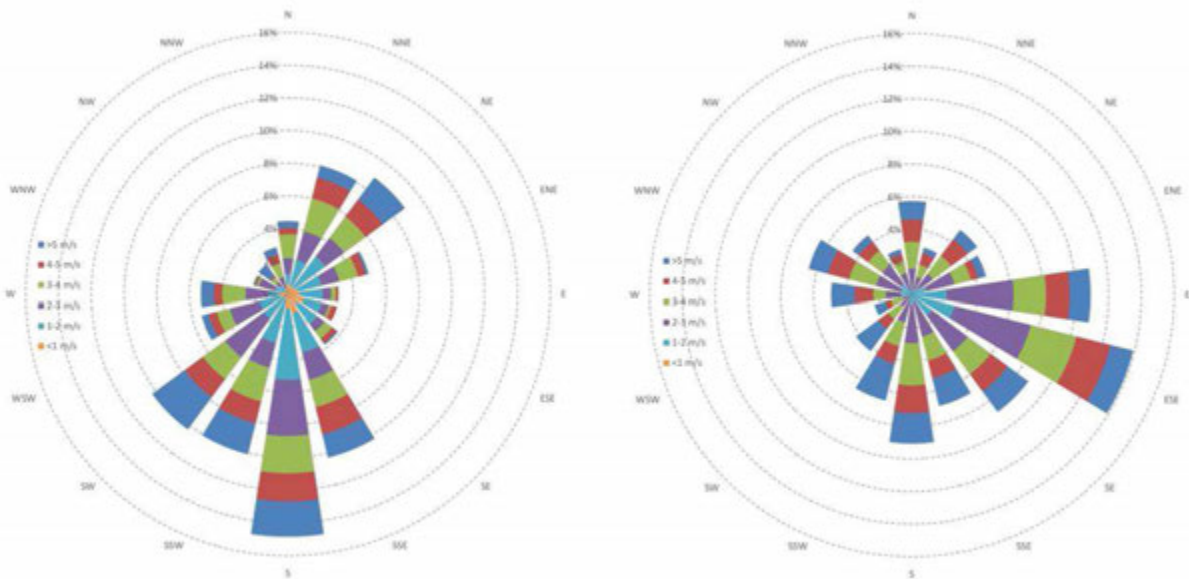 N
NNE
NE
ENE
E
ESE
SE
SSE
S
SSW
SW
WSW
W
WNW
NW
NNW
16%
14%
12%
10%
8%
6%
4%
>5 m/s
4-5 m/s
3-4 m/s
2-3 m/s
1-2 m/s
<1 m/s
N
NNE
NE
ENE
E
ESE
SE
SSE
S
SSW
SW
WSW
W
WNW
NW
NNW
16%
14%
12%
10%
8%
6%
4%
>5 m/s
4-5 m/s
3-4 m/s
2-3 m/s
1-2 m/s
<1 m/s